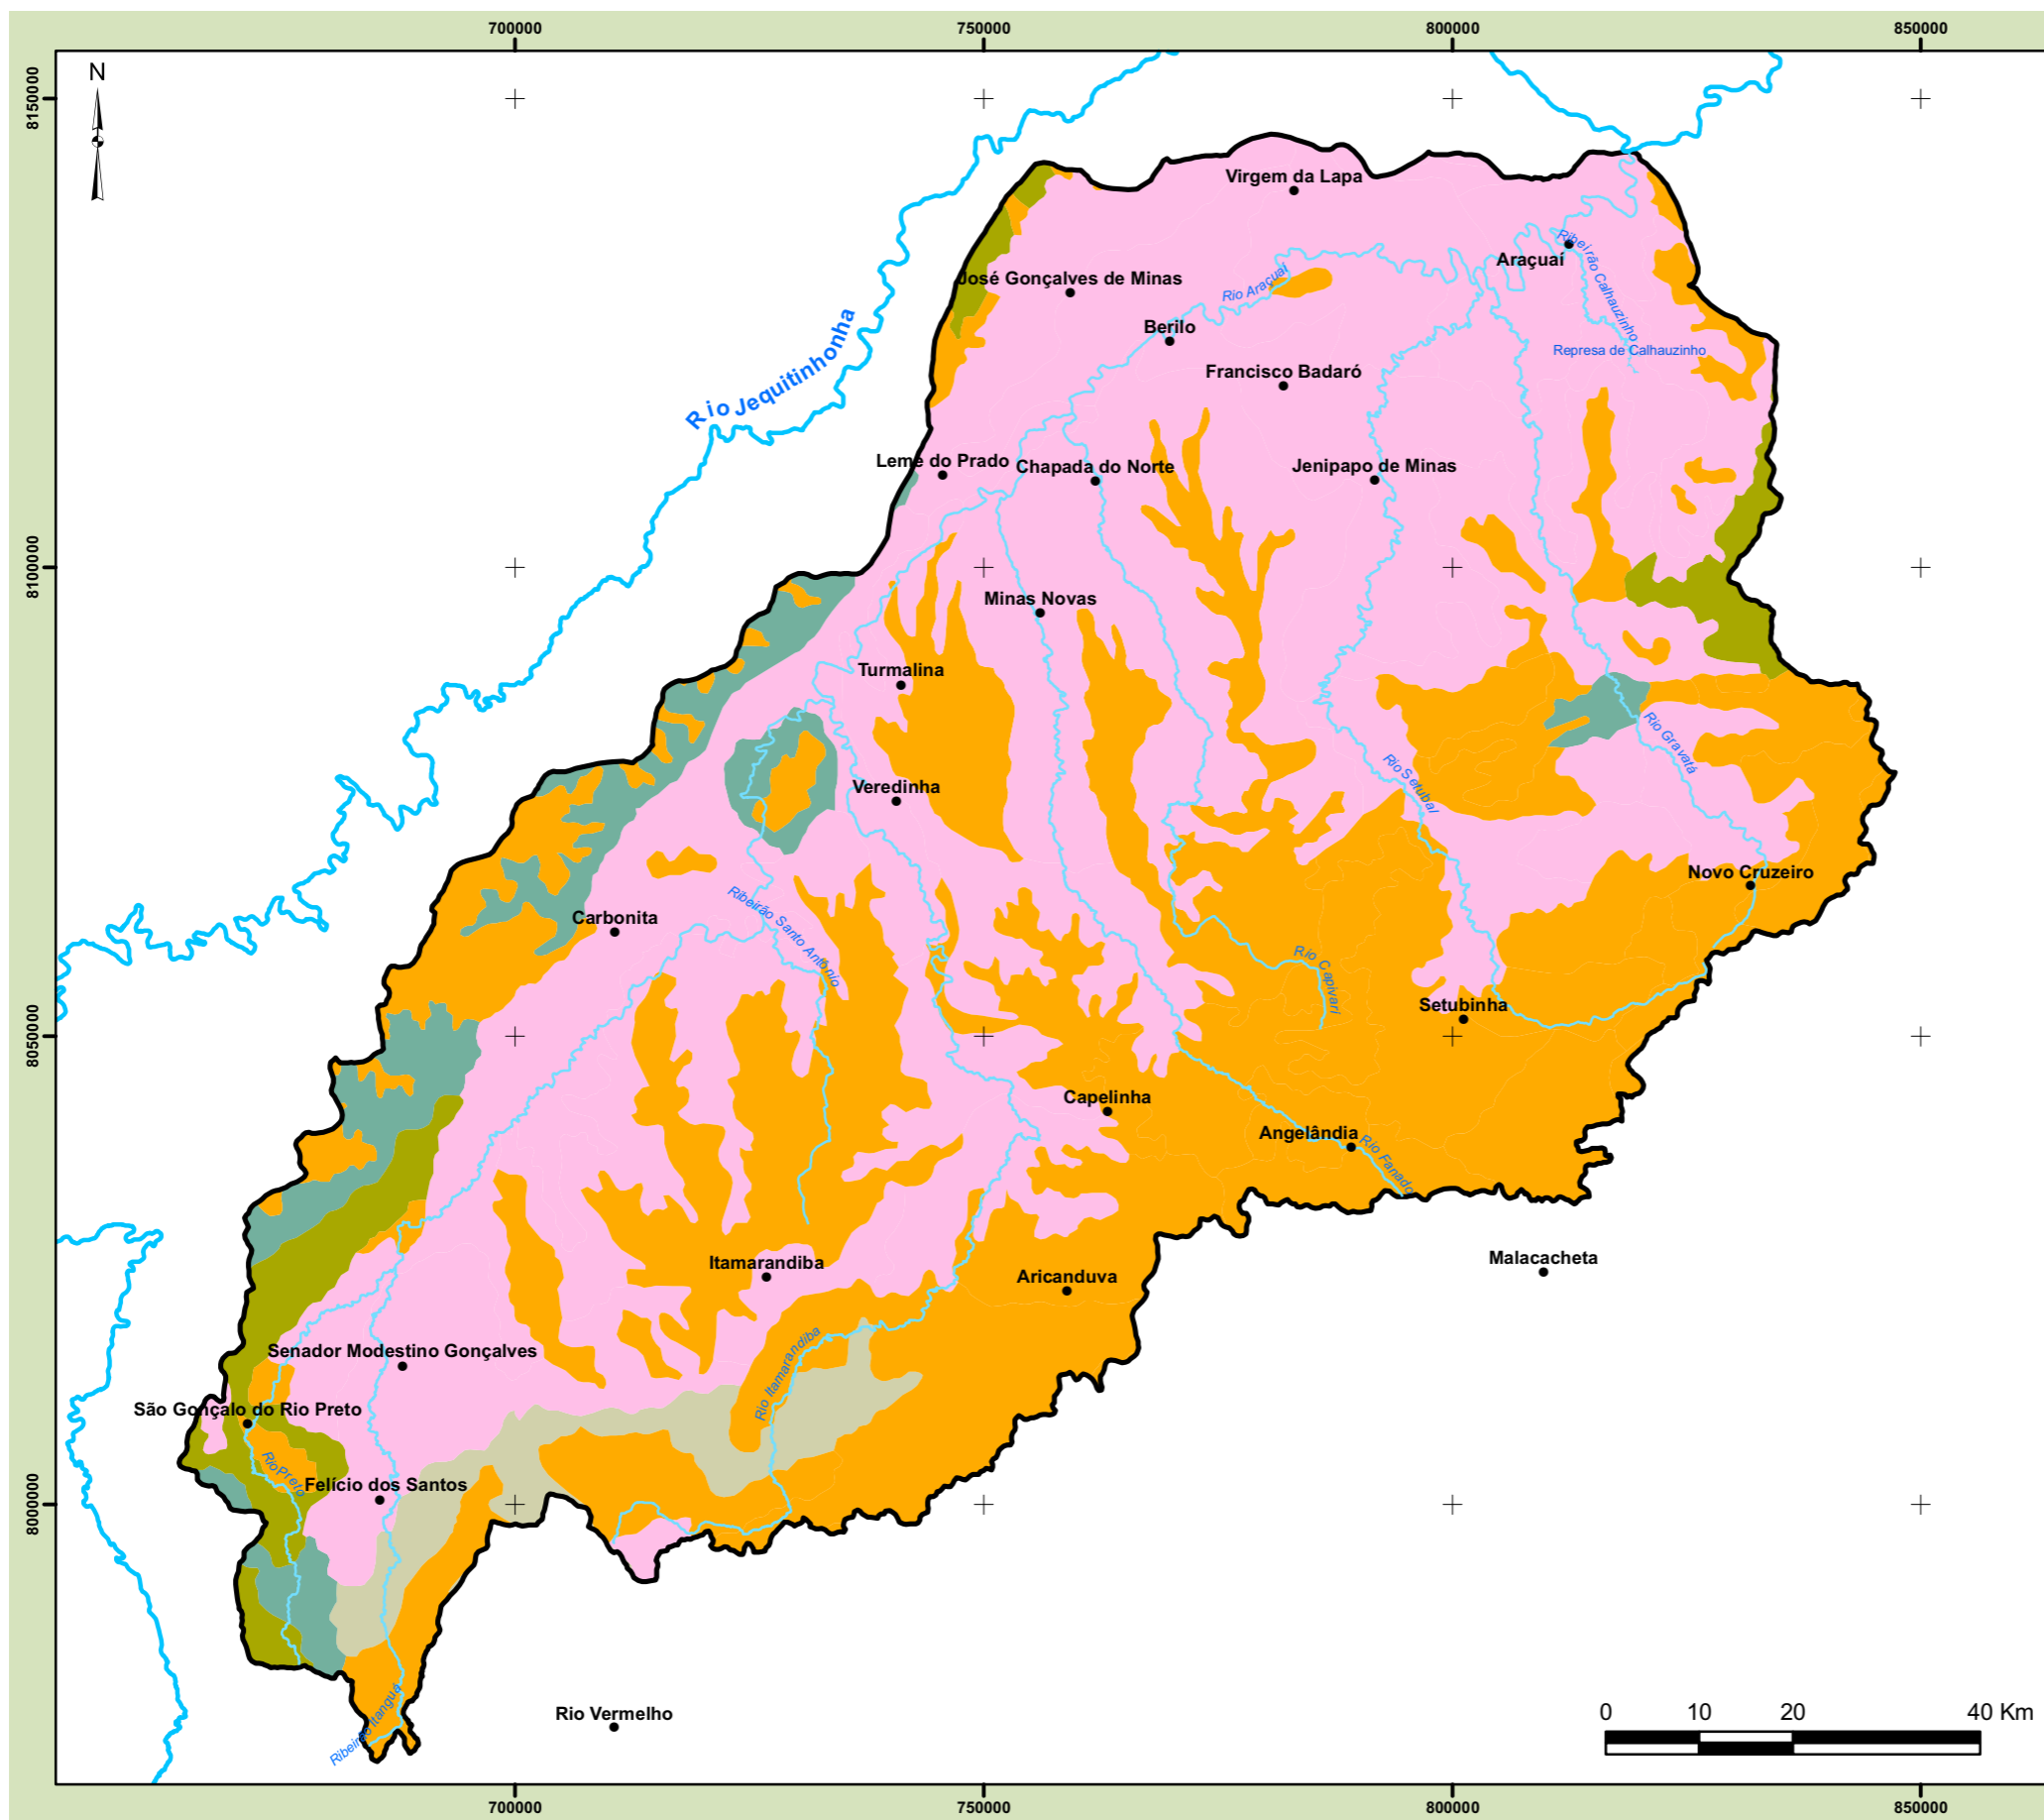 700000 750000 800000 850000
8150000
N
Virgem da Lapa
Ribeirão Calhauzinho
Araçuaí
José Gonçalves de Minas
Rio Araçuaí
Berilo
Rio Jequitinhonha
Represa de Calhauzinho
Francisco Badaró
Leme do Prado
Chapada do Norte
Jenipapo de Minas
8100000
Minas Novas
Turmalina
Rio Gravatá
Veredinha
Rio Setubal
Novo Cruzeiro
Ribeirão Santo Antônio
Carbonita
Rio Capivari
Setubinha
8050000
Capelinha
Angelândia
Rio Fanado
Itamarandiba
Malacacheta
Aricanduva
Senador Modestino Gonçalves
Rio Itamarandiba
São Gonçalo do Rio Preto
Rio Preto
Felício dos Santos
8000000
Ribeirão Itanguá
Rio Vermelho
0 10 20 40 Km
700000 750000 800000 850000